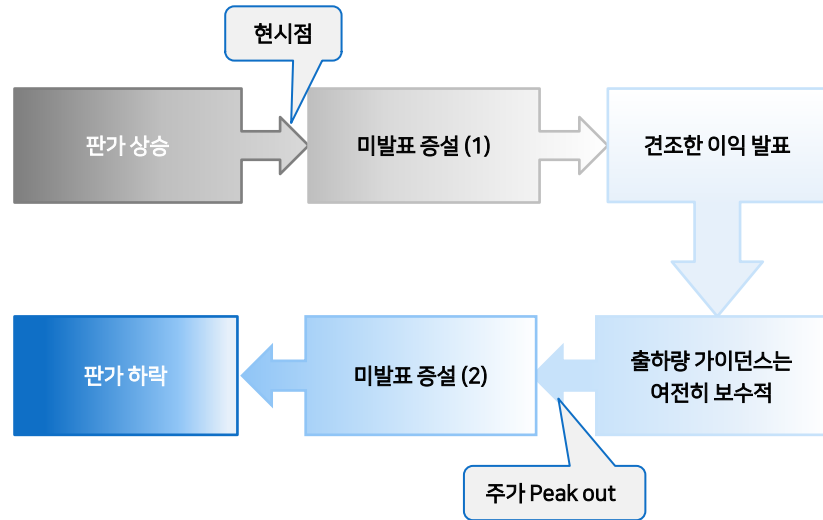 현시점
판가 상승
미발표 증설 (1)
견조한 이익 발표
출하량 가이던스는
여전히 보수적
미발표 증설 (2)
판가 하락
주가 Peak out